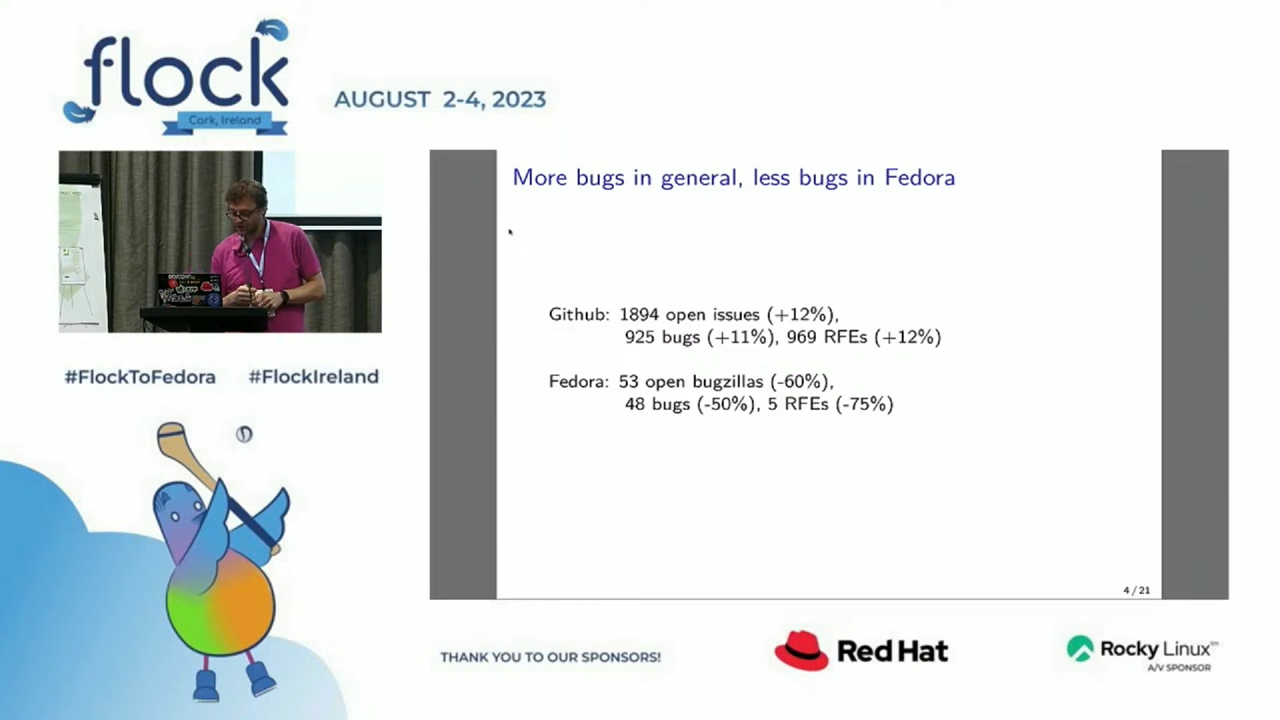 flock
Cork, Ireland
AUGUST 2-4, 2023
More bugs in general, less bugs in Fedora
Github: 1894 open issues (+12%),
925 bugs (+11%), 969 RFEs (+12%)
Fedora: 53 open bugzillas (-60%),
48 bugs (-50%), 5 RFEs (-75%)
4 / 21
#FlockToFedora #FlockIreland
THANK YOU TO OUR SPONSORS!
Red Hat
Rocky Linux™
A/V SPONSOR